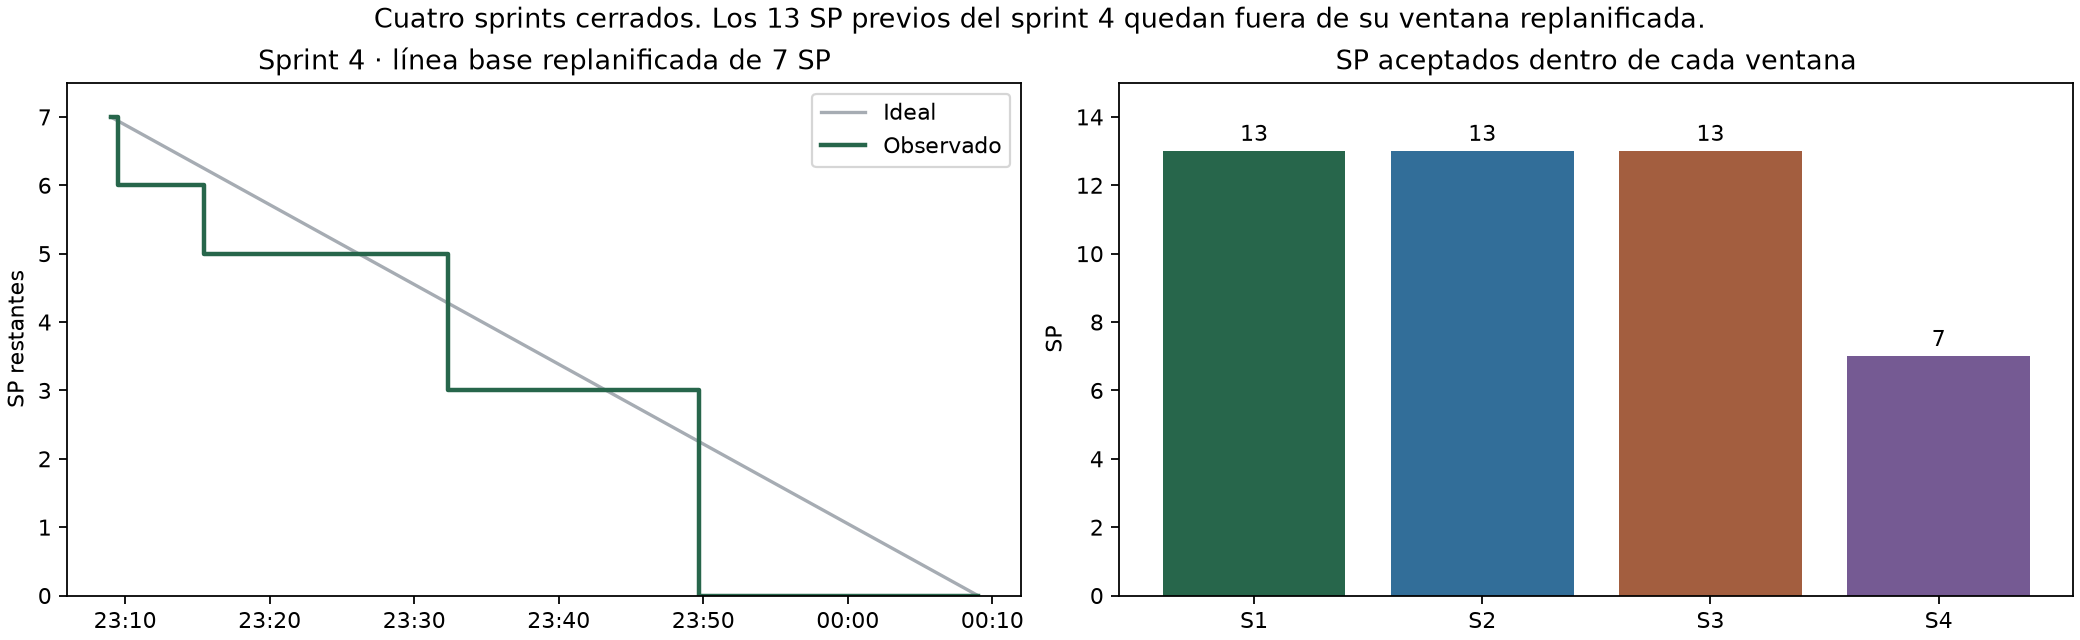 Cuatro sprints cerrados. Los 13 SP previos del sprint 4 quedan fuera de su ventana replanificada.
Sprint 4 · línea base replanificada de 7 SP
SP restantes
7
6
5
4
3
2
1
0
Ideal
Observado
23:10 23:20 23:30 23:40 23:50 00:00 00:10
SP aceptados dentro de cada ventana
SP
14
12
10
8
6
4
2
0
13 13 13 7
S1 S2 S3 S4